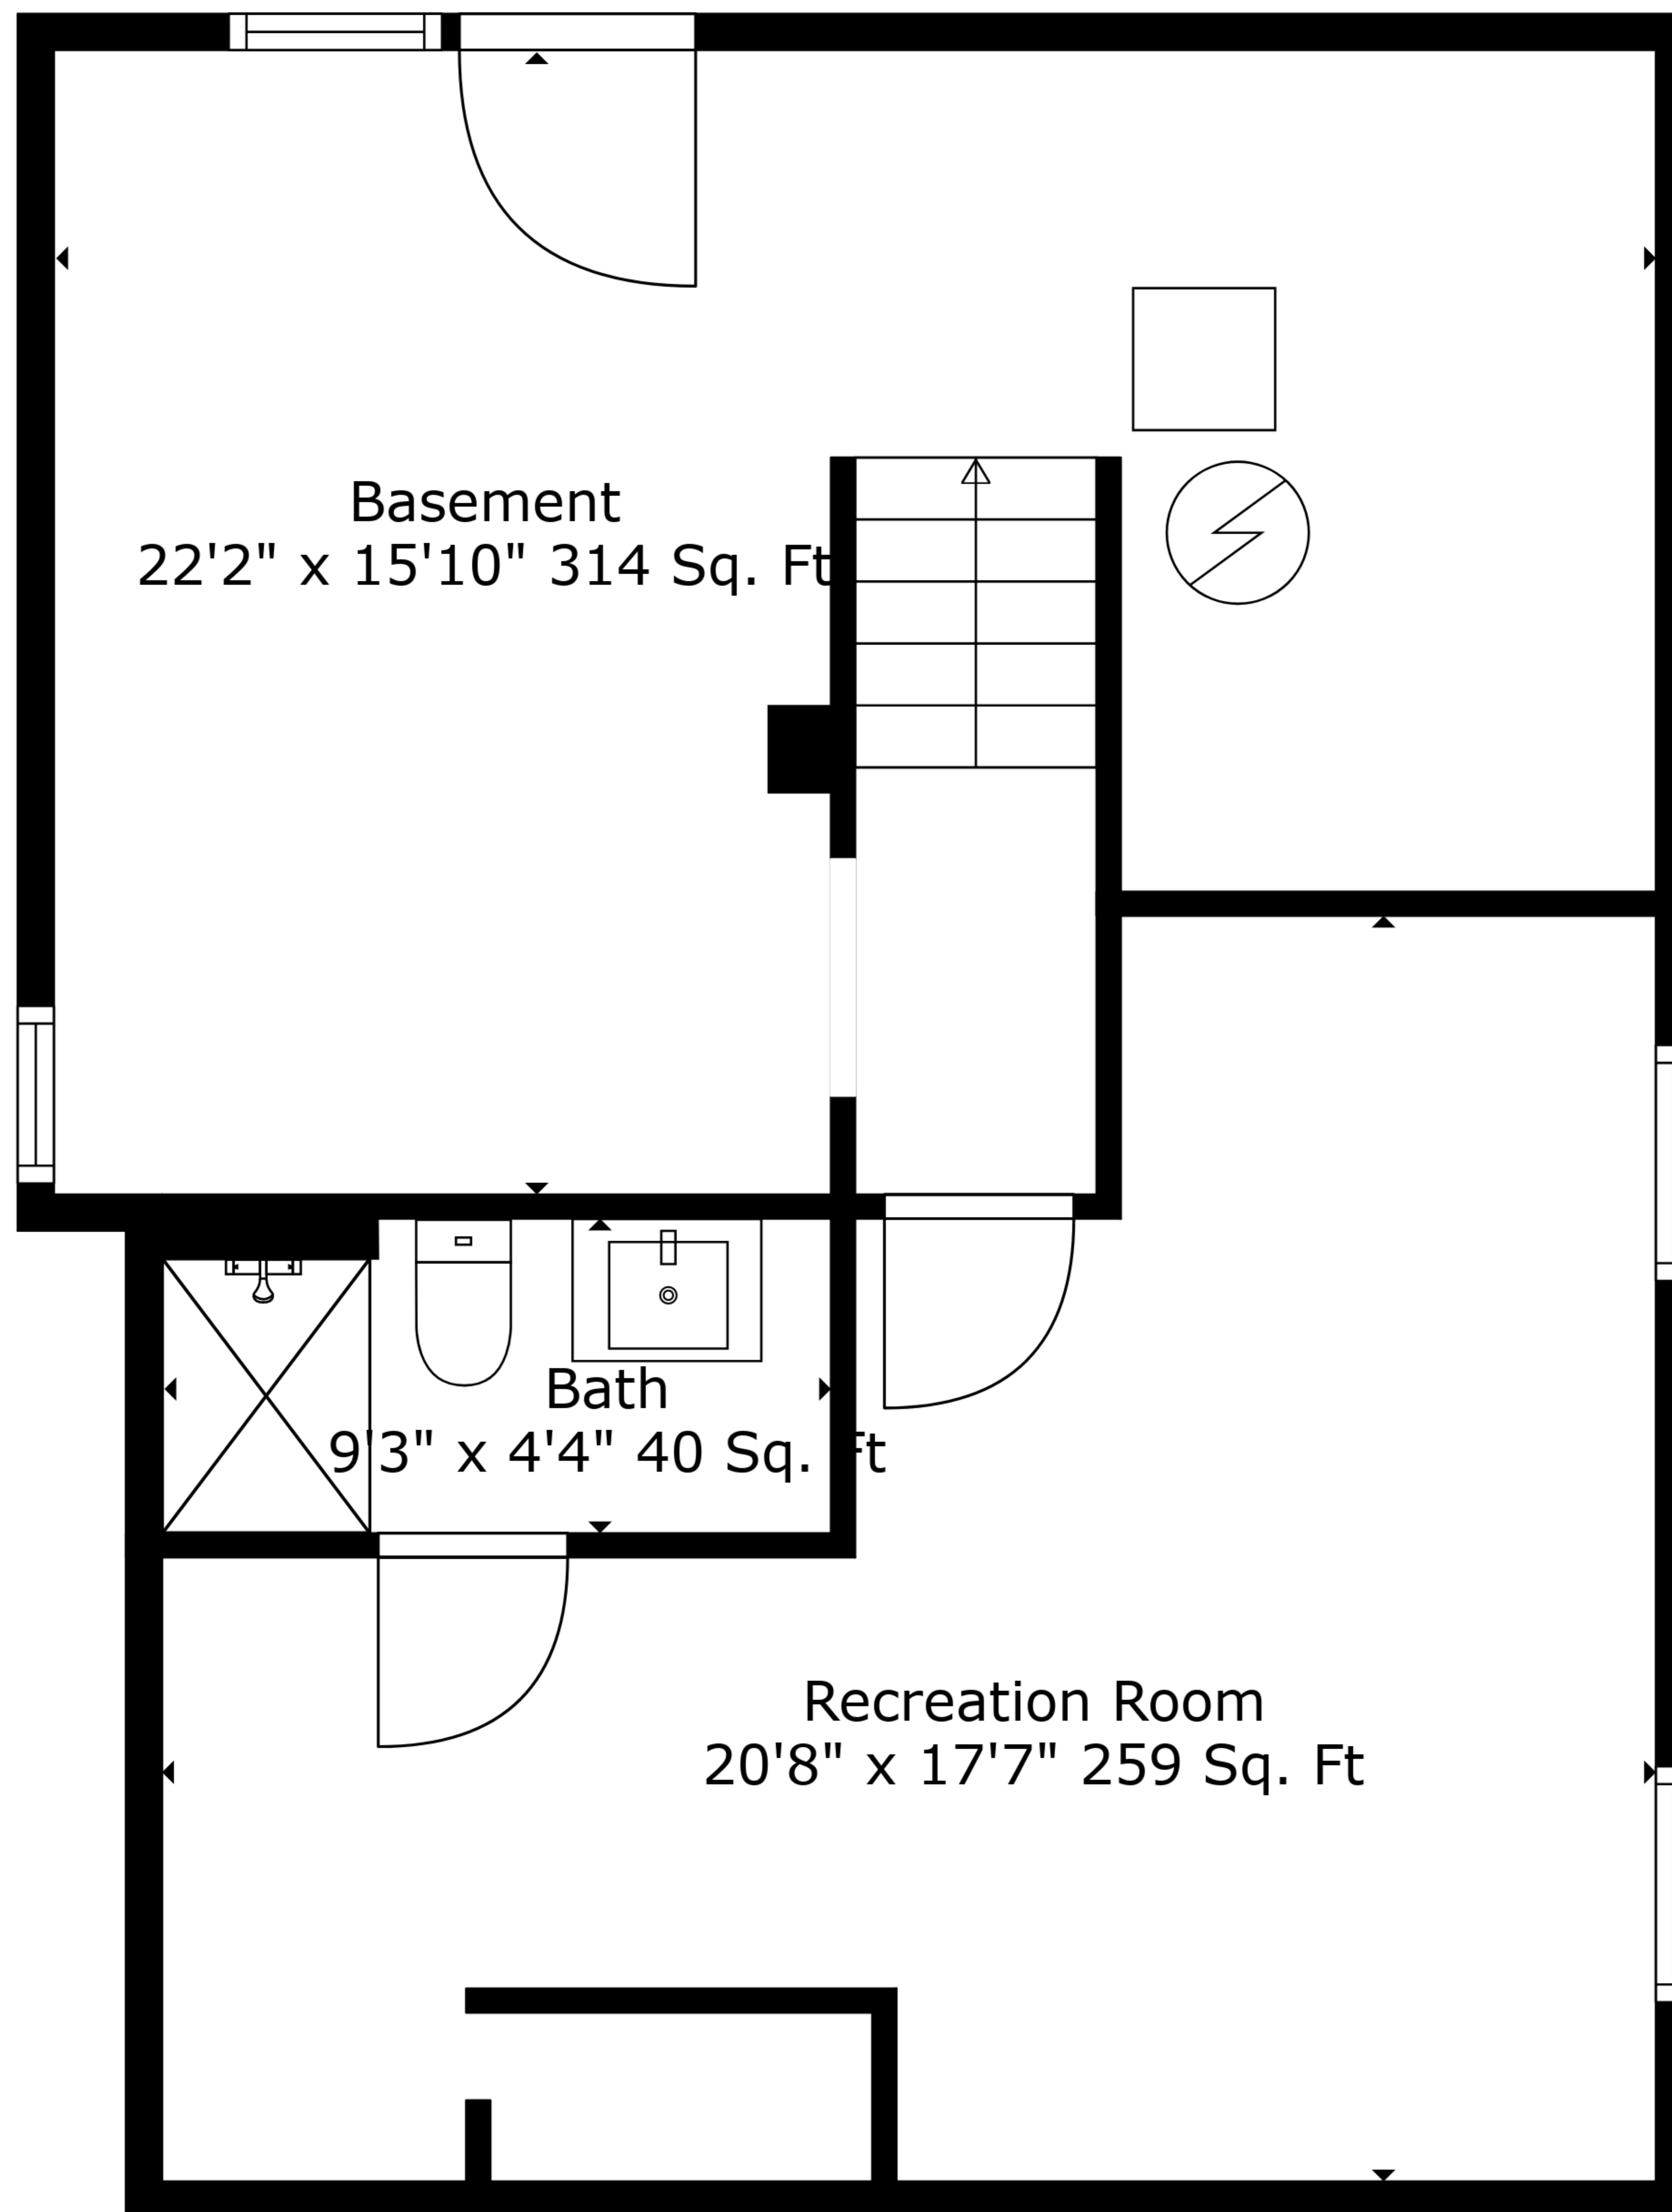 Basement
22'2" x 15'10" 314 Sq. Ft
Bath
9'3" x 4'4" 40 Sq. Ft
Recreation Room
20'8" x 17'7" 259 Sq. Ft